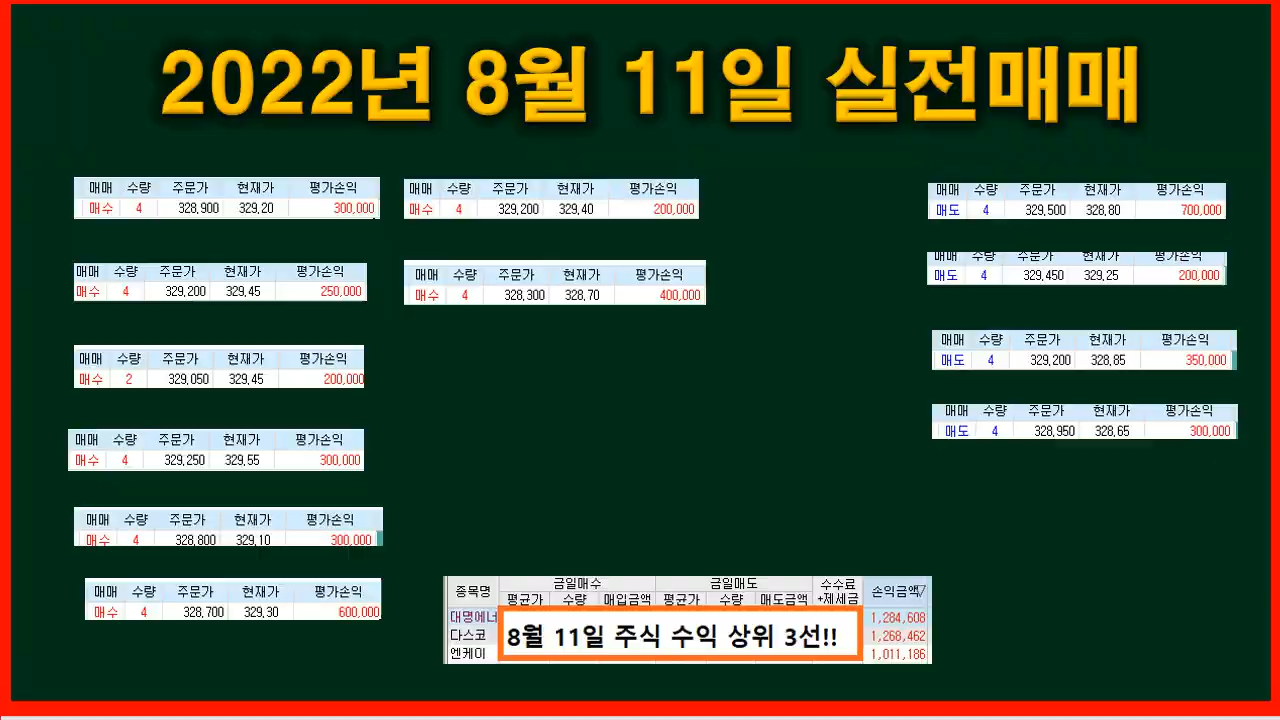 2022년 8월 11일 실전매매
매매 수량 주문가 현재가 평가손익
매수 4 328,900 329,20 300,000
매매 수량 주문가 현재가 평가손익
매수 4 329,200 329,40 200,000
매매 수량 주문가 현재가 평가손익
매도 4 329,500 328,80 700,000
매매 수량 주문가 현재가 평가손익
매수 4 329,200 329,45 250,000
매매 수량 주문가 현재가 평가손익
매수 4 328,300 328,70 400,000
매매 수량 주문가 현재가 평가손익
매도 4 329,450 329,25 200,000
매매 수량 주문가 현재가 평가손익
매수 2 329,050 329,45 200,000
매매 수량 주문가 현재가 평가손익
매도 4 329,200 328,85 350,000
매매 수량 주문가 현재가 평가손익
매수 4 329,250 329,55 300,000
매매 수량 주문가 현재가 평가손익
매도 4 328,950 328,65 300,000
매매 수량 주문가 현재가 평가손익
매수 4 328,800 329,10 300,000
매매 수량 주문가 현재가 평가손익
매수 4 328,700 329,30 600,000
종목명 금일매수 금일매도 수수료 +제세금 손익금액▽
평균가 수량 매입금액 평균가 수량 매도금액
대명에너 1,284,608
다스코 1,268,462
엔케이 1,011,186
8월 11일 주식 수익 상위 3선!!